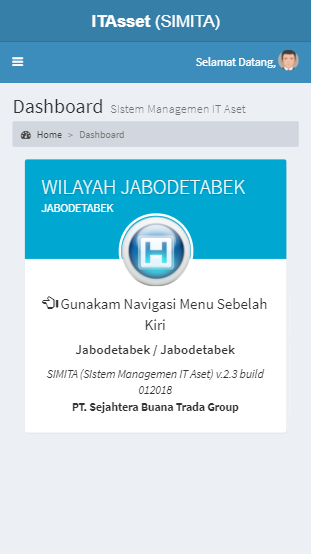 ITAsset (SIMITA)
Selamat Datang,
Dashboard Sistem Managemen IT Aset
Home > Dashboard
WILAYAH JABODETABEK
JABODETABEK
H
Gunakam Navigasi Menu Sebelah
Kiri
Jabodetabek / Jabodetabek
SIMITA (SIstem Managemen IT Aset) v.2.3 build
012018
PT. Sejahtera Buana Trada Group